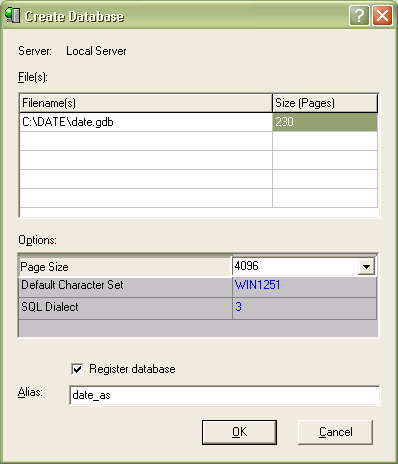 Create Database
Server: Local Server
File(s):
Filename(s) Size (Pages)
C:\DATE\date.gdb 230
Options:
Page Size 4096
Default Character Set WIN1251
SQL Dialect 3
Register database
Alias: date_as
OK Cancel